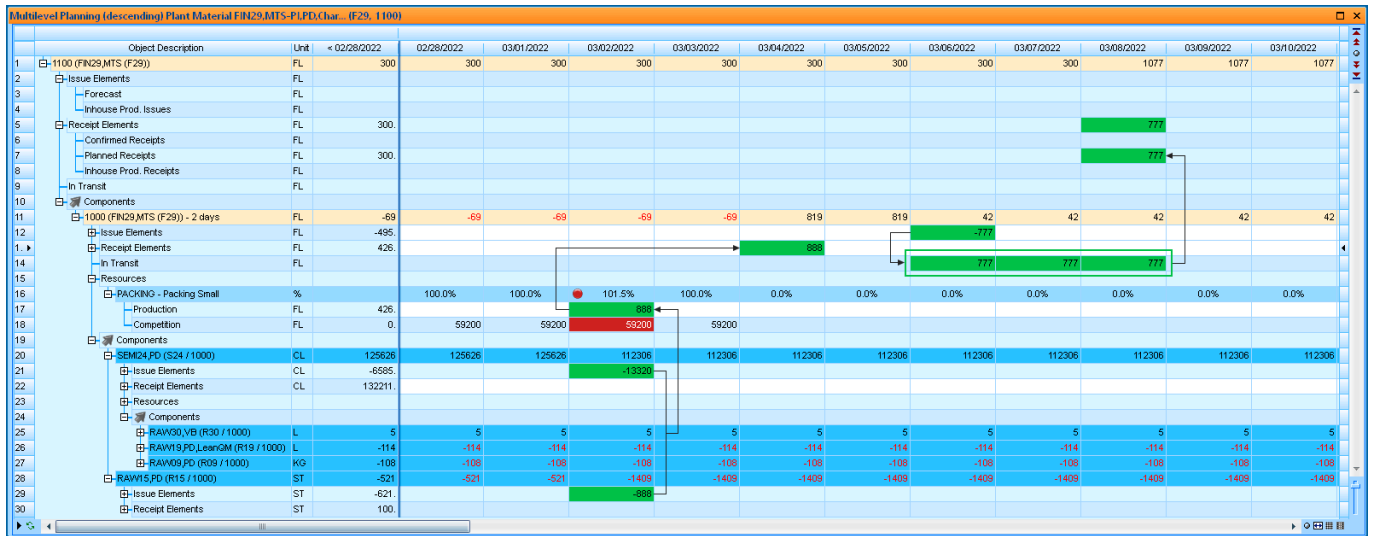 Multilevel Planning (descending) Plant Material FIN29,MTS-PI,PD,Char... (F29, 1100)
Object Description Unit < 02/28/2022 02/28/2022 03/01/2022 03/02/2022 03/03/2022 03/04/2022 03/05/2022 03/06/2022 03/07/2022 03/08/2022 03/09/2022 03/10/2022
1 1100 (FIN29,MTS (F29)) FL 300 300 300 300 300 300 300 300 300 1077 1077 1077
2 Issue Elements FL
3 Forecast FL
4 Inhouse Prod. Issues FL
5 Receipt Elements FL 300. 777
6 Confirmed Receipts FL
7 Planned Receipts FL 300. 777
8 Inhouse Prod. Receipts FL
9 In Transit FL
10 Components
11 1000 (FIN29,MTS (F29)) - 2 days FL -69 -69 -69 -69 -69 819 819 42 42 42 42 42
12 Issue Elements FL -495. -777
1. Receipt Elements FL 426. 888
14 In Transit FL 777 777 777
15 Resources
16 PACKING - Packing Small % 100.0% 100.0% 101.5% 100.0% 0.0% 0.0% 0.0% 0.0% 0.0% 0.0% 0.0%
17 Production FL 426. 888
18 Competition FL 0. 59200 59200 59200 59200
19 Components
20 SEMI24,PD (S24 / 1000) CL 125626 125626 125626 112306 112306 112306 112306 112306 112306 112306 112306 112306
21 Issue Elements CL -6585. -13320
22 Receipt Elements CL 132211.
23 Resources
24 Components
25 RAW30,VB (R30 / 1000) L 5 5 5 5 5 5 5 5 5 5 5 5
26 RAW19,PD,LeanGM (R19 / 1000) L -114 -114 -114 -114 -114 -114 -114 -114 -114 -114 -114 -114
27 RAW09,PD (R09 / 1000) KG -108 -108 -108 -108 -108 -108 -108 -108 -108 -108 -108 -108
28 RAW15,PD (R15 / 1000) ST -521 -521 -521 -1409 -1409 -1409 -1409 -1409 -1409 -1409 -1409 -1409
29 Issue Elements ST -621. -888
30 Receipt Elements ST 100.